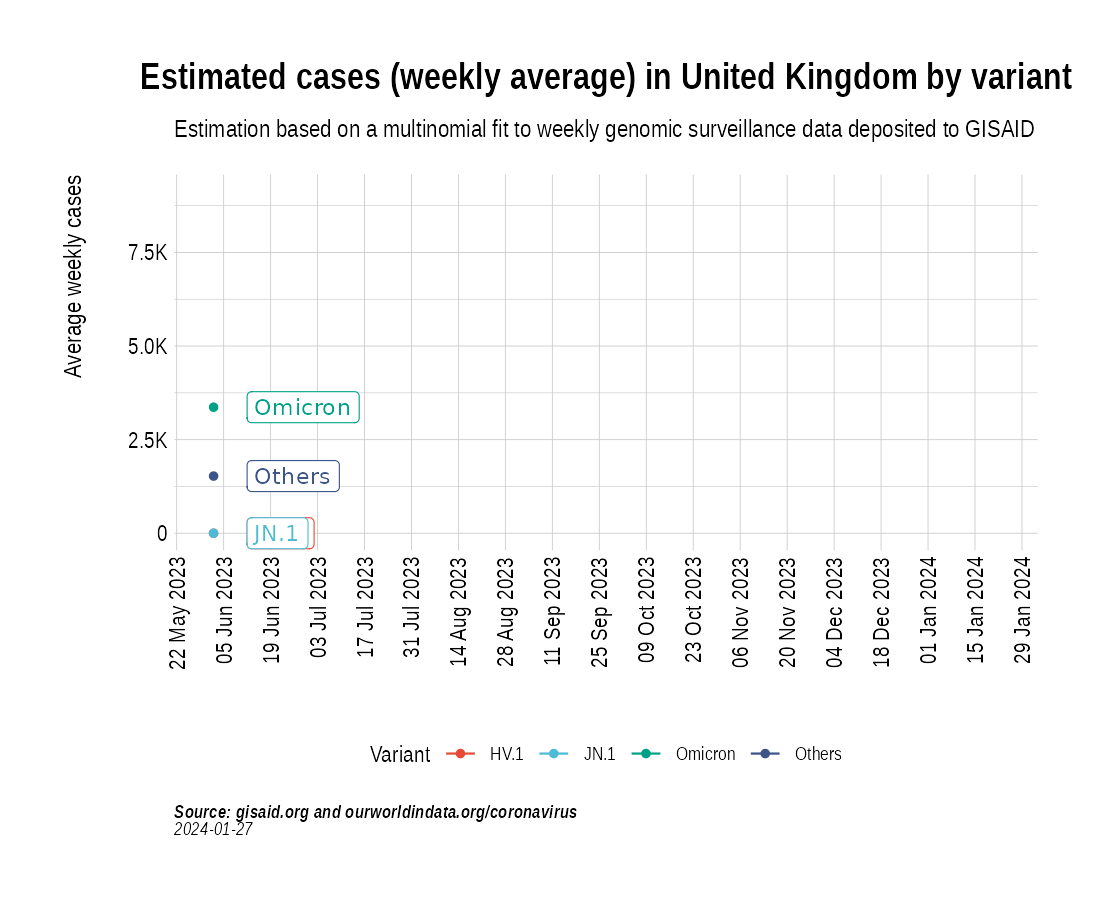 Estimated cases (weekly average) in United Kingdom by variant
Estimation based on a multinomial fit to weekly genomic surveillance data deposited to GISAID
Average weekly cases
7.5K
5.0K
2.5K
0
Omicron
Others
JN.1
22 May 2023
05 Jun 2023
19 Jun 2023
03 Jul 2023
17 Jul 2023
31 Jul 2023
14 Aug 2023
28 Aug 2023
11 Sep 2023
25 Sep 2023
09 Oct 2023
23 Oct 2023
06 Nov 2023
20 Nov 2023
04 Dec 2023
18 Dec 2023
01 Jan 2024
15 Jan 2024
29 Jan 2024
Variant HV.1 JN.1 Omicron Others
Source: gisaid.org and ourworldindata.org/coronavirus
2024-01-27